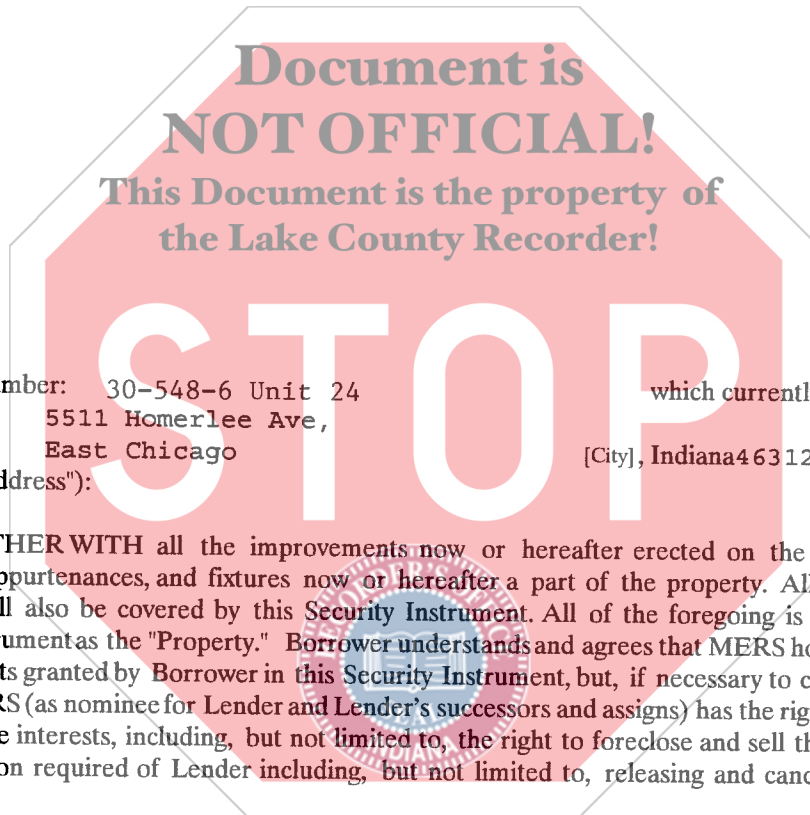 Document is
NOT OFFICIAL!
This Document is the property of
the Lake County Recorder!
STOP
mber: 30-548-6 Unit 24 which currentl
5511 Homerlee Ave,
East Chicago [City], Indiana46312
ddress"):
THER WITH all the improvements now or hereafter erected on the
ppurtenances, and fixtures now or hereafter a part of the property. Al
ll also be covered by this Security Instrument. All of the foregoing is
rument as the "Property." Borrower understands and agrees that MERS ho
ts granted by Borrower in this Security Instrument, but, if necessary to c
RS (as nominee for Lender and Lender's successors and assigns) has the rig
e interests, including, but not limited to, the right to foreclose and sell th
on required of Lender including, but not limited to, releasing and canc
SEAL
INDIANA